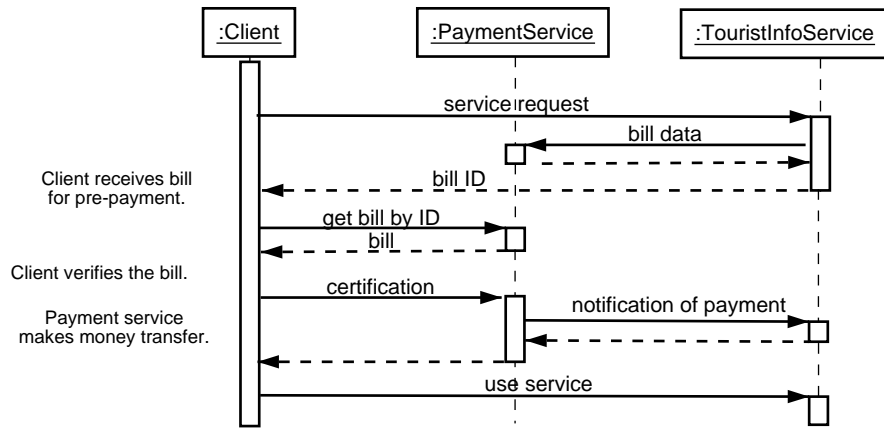 :Client
:PaymentService
:TouristInfoService
service request
bill data
Client receives bill
for pre-payment.
bill ID
get bill by ID
bill
Client verifies the bill.
certification
Payment service
makes money transfer.
notification of payment
use service